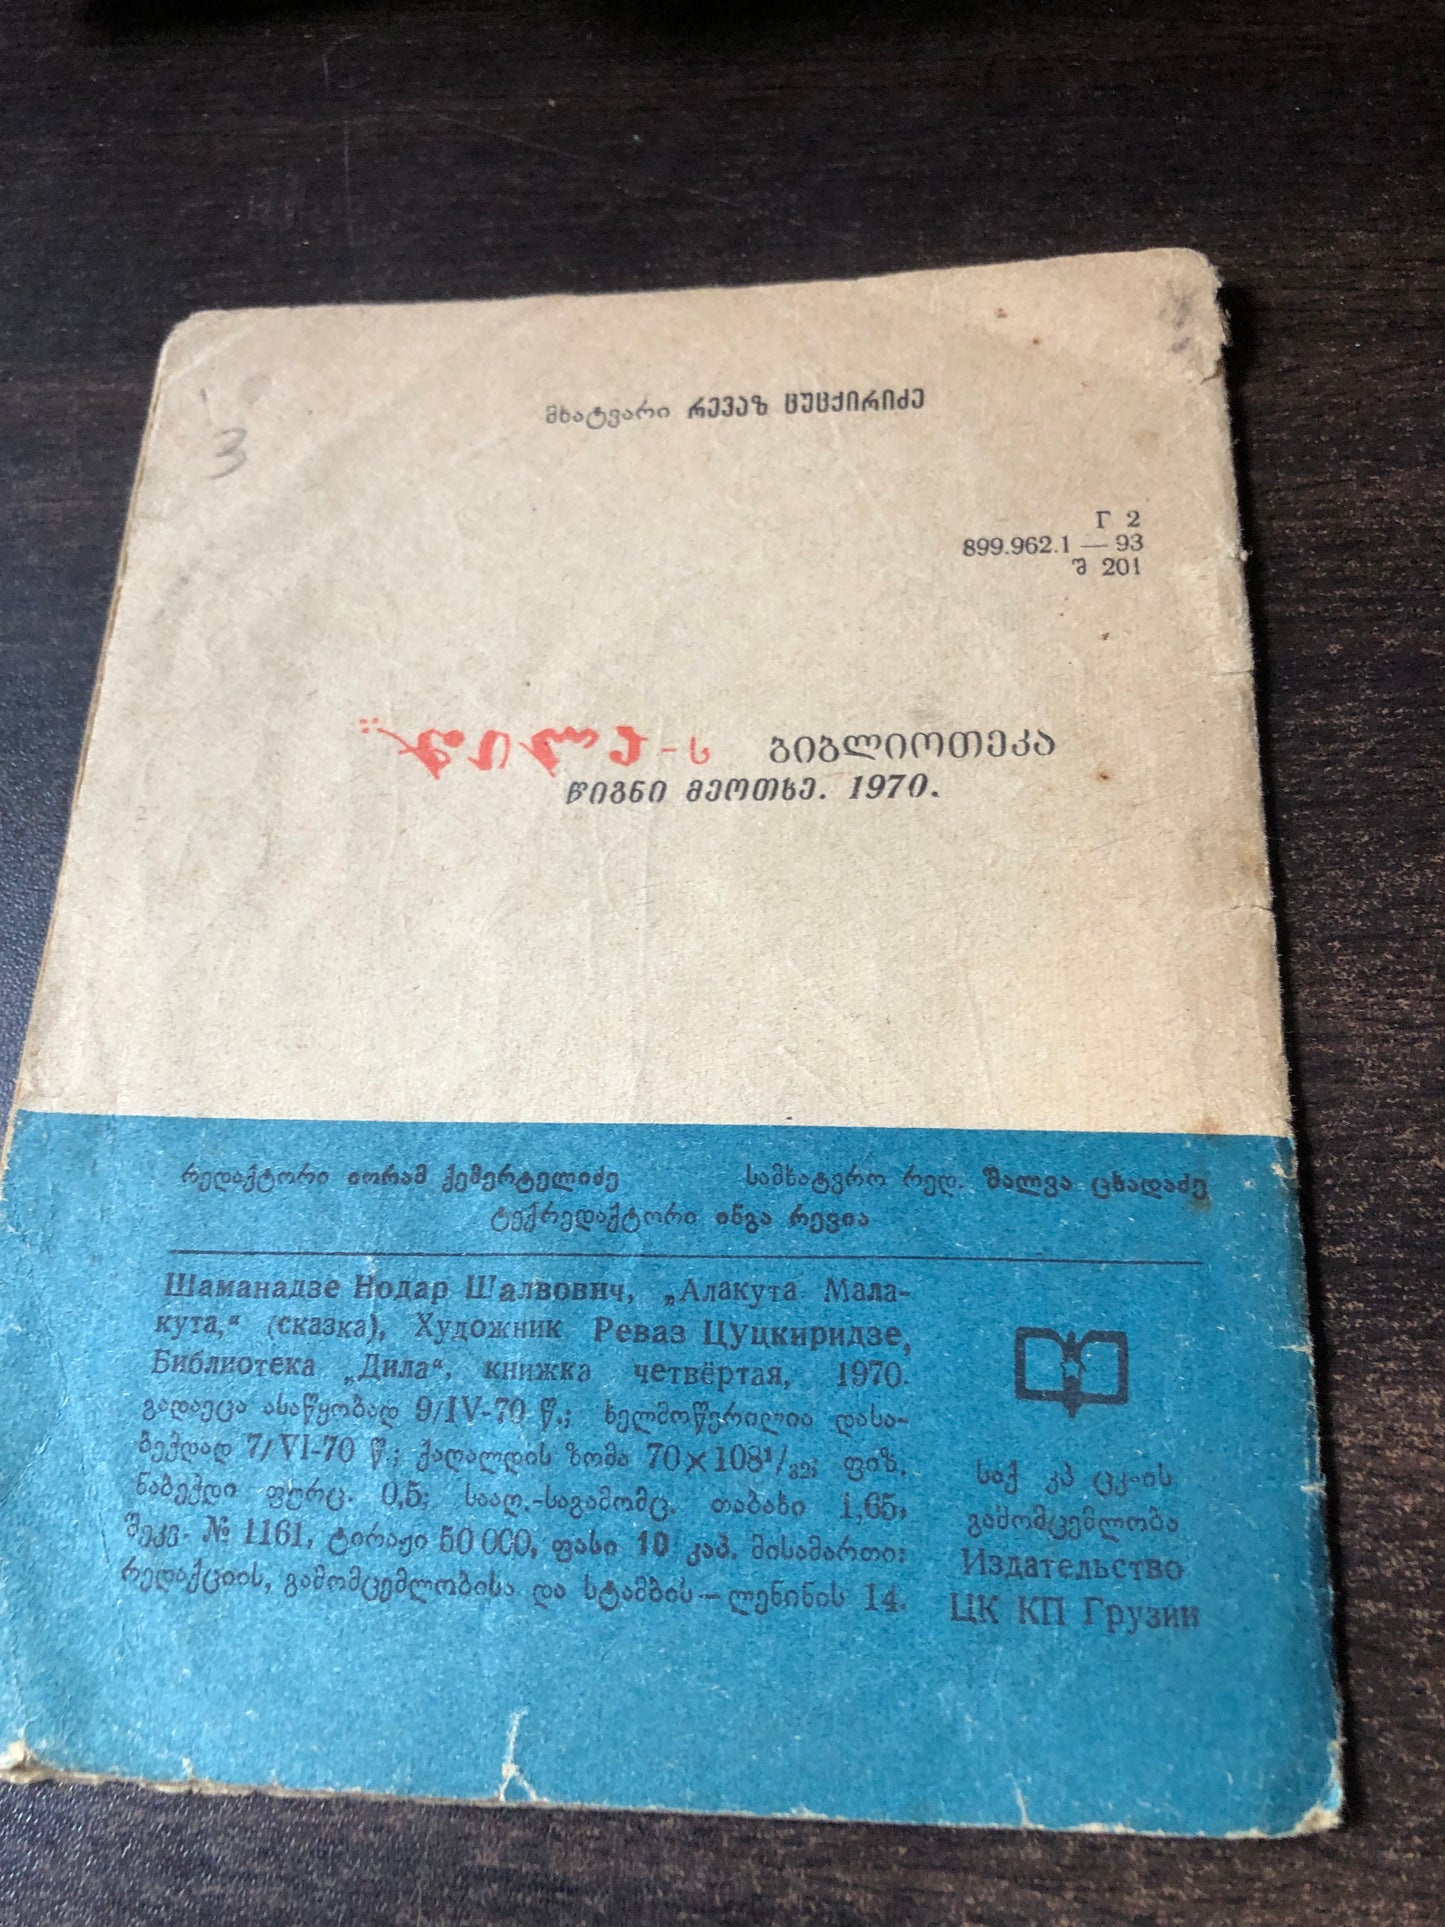 მხატვარი რევაზ ცუცქირიძე
3
Г 2
899.962.1 — 93
შ 201
დილა-ს ბიბლიოთეკა
წიგნი მეოთხე. 1970.
რედაქტორი იორამ ქემერტელიძე სამხატვრო რედ. შალვა ცხადაძე
ტექრედაქტორი ინგა რევია
Шаманадзе Нодар Шалвович, „Алакута Мала-
кута,“ (сказка), Художник Реваз Цуцкиридзе,
Библиотека „Дила“, книжка четвёртая, 1970.
გადაეცა ასაწყობად 9/IV-70 წ.; ხელმოწერილია დასა-
ბეჭდად 7/VI-70 წ.; ქაღალდის ზომა 70×108¹/₃₂; ფიზ.
ნაბეჭდი ფურც. 0,5; სააღ.-საგამომც. თაბახი 1,65,
შეკვ. № 1161, ტირაჟი 50 000, ფასი 10 კაპ. მისამართი:
რედაქციის, გამომცემლობისა და სტამბის — ლენინის 14.
საქ კპ ცკ-ის
გამომცემლობა
Издательство
ЦК КП Грузии